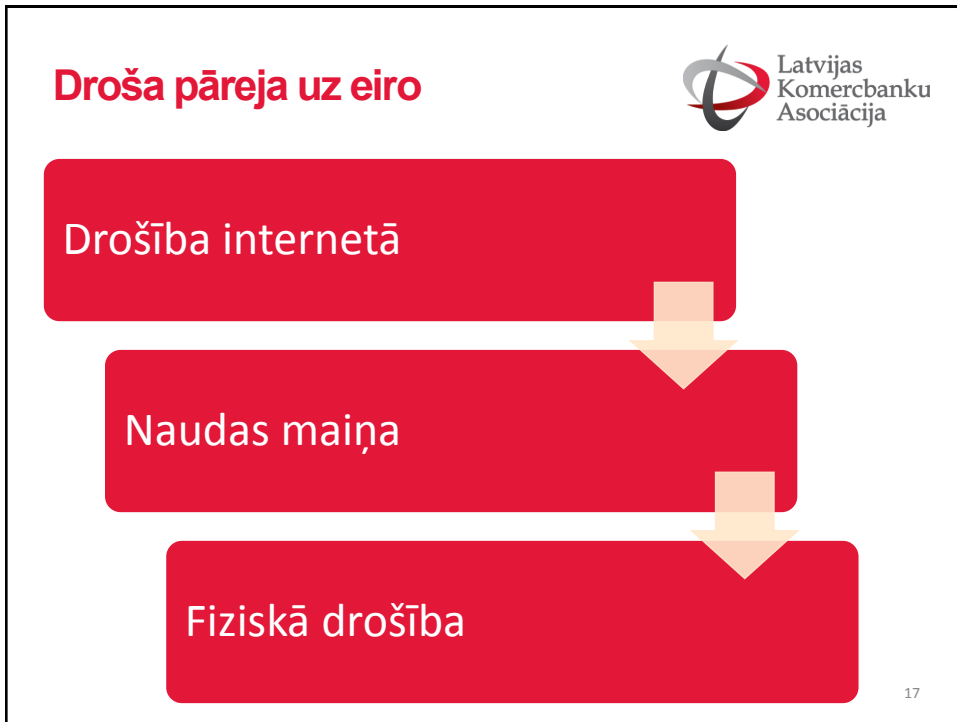 Droša pāreja uz eiro
Latvijas
Komercbanku
Asociācija
Drošība internetā
Naudas maiņa
Fiziskā drošība
17